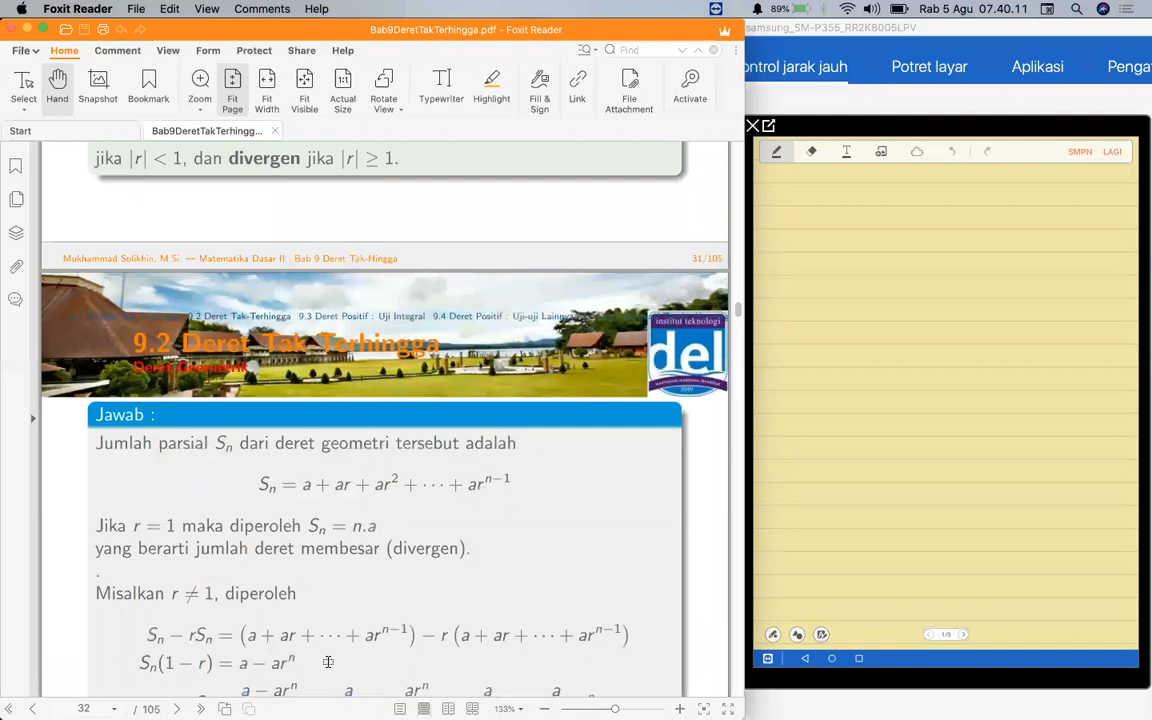 Foxit Reader File Edit View Comments Help 89% Rab 5 Agu 07.40.11
Bab9DeretTakTerhingga.pdf - Foxit Reader
samsung_SM-P355_RR2K8005LPV
File Home Comment View Form Protect Share Help Find
ontrol jarak jauh Potret layar Aplikasi Penga
Select Hand Snapshot Bookmark Zoom Fit Page Fit Width Fit Visible Actual Size Rotate View Typewriter Highlight Fill & Sign Link File Attachment Activate
Start Bab9DeretTakTerhingg...
jika |r| < 1, dan divergen jika |r| ≥ 1.
SMPN LAGI
Mukhammad Solikhin, M.Si. — Matematika Dasar II Bab 9 Deret Tak-Hingga 31/105
9.2 Deret Tak-Terhingga 9.3 Deret Positif : Uji Integral 9.4 Deret Positif : Uji-uji Lainnya
9.2 Deret Tak-Terhingga
Deret Geometrik
institut teknologi
del
2001
Jawab :
Jumlah parsial Sₙ dari deret geometri tersebut adalah
Sₙ = a + ar + ar² + ⋯ + arⁿ⁻¹
Jika r = 1 maka diperoleh Sₙ = n.a
yang berarti jumlah deret membesar (divergen).
.
Misalkan r ≠ 1, diperoleh
Sₙ − rSₙ = (a + ar + ⋯ + arⁿ⁻¹) − r (a + ar + ⋯ + arⁿ⁻¹)
Sₙ(1 − r) = a − arⁿ
a − arⁿ a arⁿ a a
1/5
32 / 105 133%